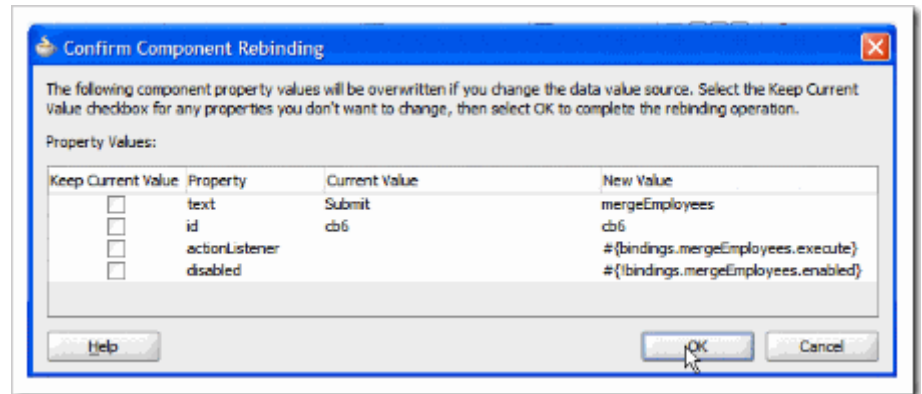 Confirm Component Rebinding
The following component property values will be overwritten if you change the data value source. Select the Keep Current
Value checkbox for any properties you don't want to change, then select OK to complete the rebinding operation.
Property Values:
Keep Current Value Property Current Value New Value
text Submit mergeEmployees
id cb6 cb6
actionListener #{bindings.mergeEmployees.execute}
disabled #{!bindings.mergeEmployees.enabled}
Help OK Cancel